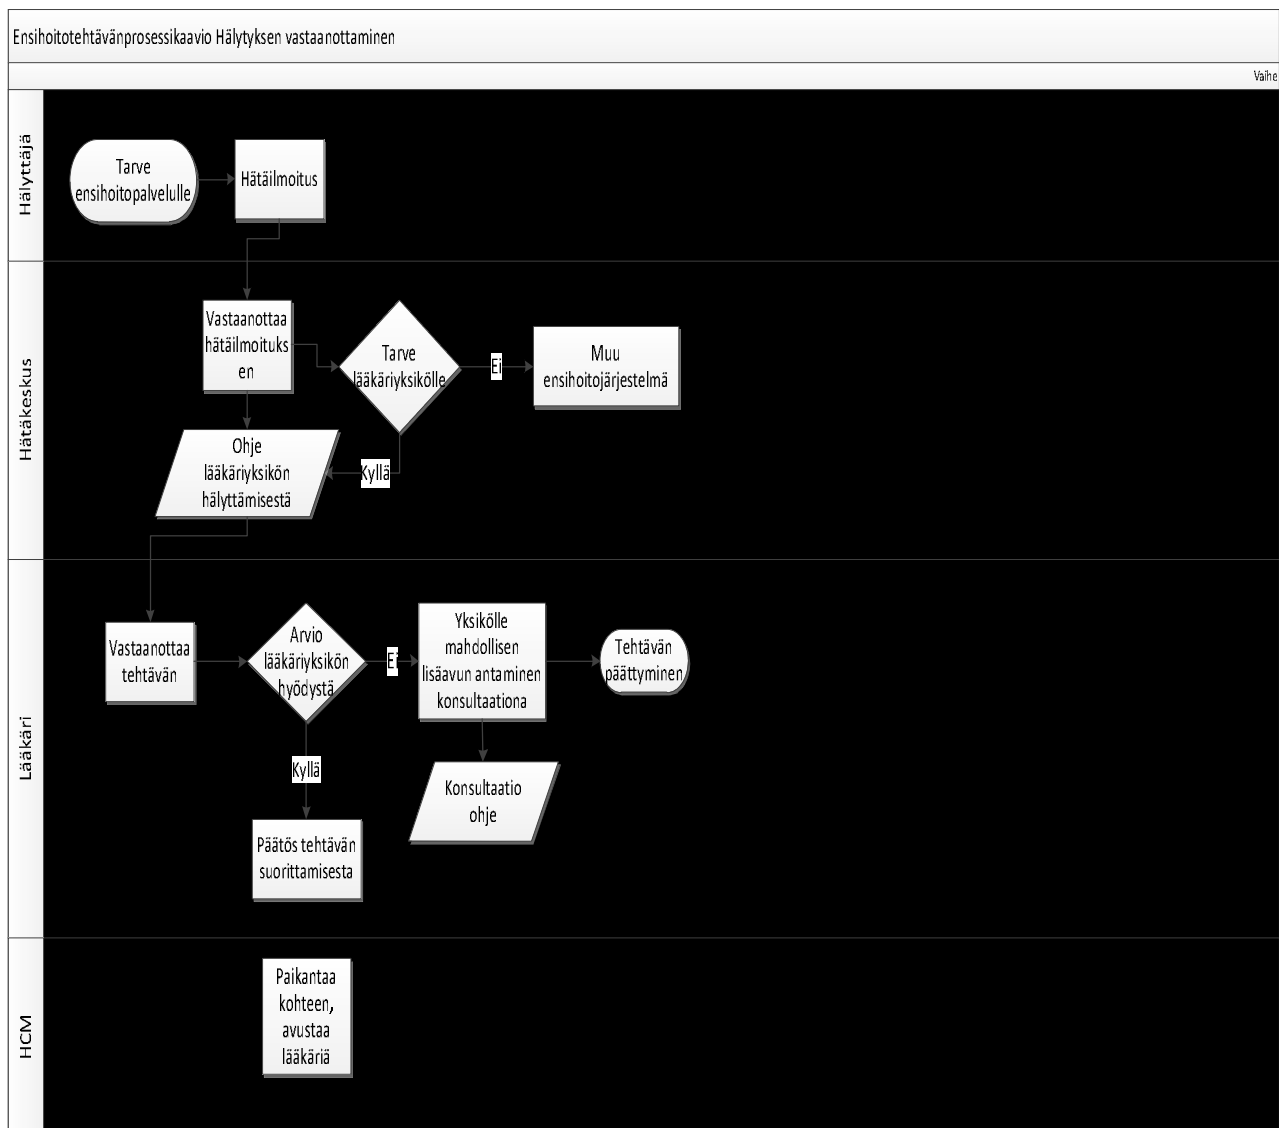 Ensihoitotehtävänprosessikaavio Hälytyksen vastaanottaminen
Vaihe
Hälyttäjä
Tarve
ensihoitopalvelulle
Hätäilmoitus
Hätäkeskus
Vastaanottaa
hätäilmoituks
en
Tarve
lääkäriyksikölle
Ei
Muu
ensihoitojärjestelmä
Kyllä
Ohje
lääkäriyksikön
hälyttämisestä
Lääkäri
Vastaanottaa
tehtävän
Arvio
lääkäriyksikön
hyödystä
Ei
Yksikölle
mahdollisen
lisäavun antaminen
konsultaationa
Tehtävän
päättyminen
Kyllä
Konsultaatio
ohje
Päätös tehtävän
suorittamisesta
HCM
Paikantaa
kohteen,
avustaa
lääkäriä